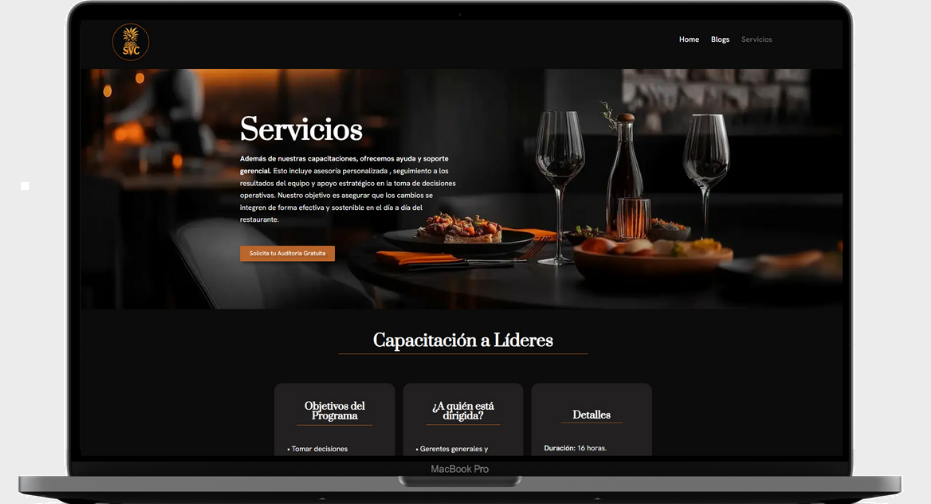 SVC
Home Blogs Servicios
Servicios
Además de nuestras capacitaciones, ofrecemos ayuda y soporte
gerencial. Esto incluye asesoría personalizada , seguimiento a los
resultados del equipo y apoyo estratégico en la toma de decisiones
operativas. Nuestro objetivo es asegurar que los cambios se
integren de forma efectiva y sostenible en el día a día del
restaurante.
Solicita tu Auditoría Gratuita
Capacitación a Líderes
Objetivos del
Programa
• Tomar decisiones
¿A quién está
dirigida?
• Gerentes generales y
Detalles
Duración: 16 horas.
MacBook Pro